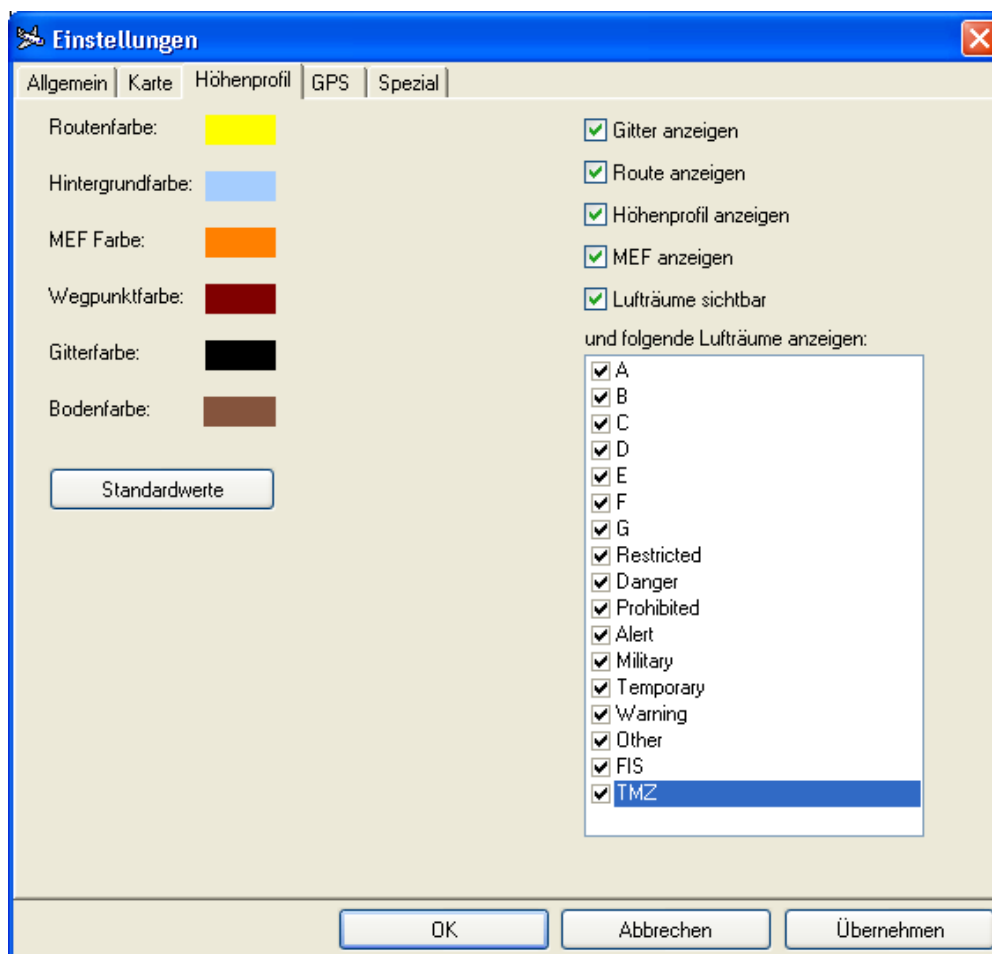 Einstellungen
Allgemein Karte Höhenprofil GPS Spezial
Routenfarbe:
Hintergrundfarbe:
MEF Farbe:
Wegpunktfarbe:
Gitterfarbe:
Bodenfarbe:
Standardwerte
Gitter anzeigen
Route anzeigen
Höhenprofil anzeigen
MEF anzeigen
Lufträume sichtbar
und folgende Lufträume anzeigen:
A
B
C
D
E
F
G
Restricted
Danger
Prohibited
Alert
Military
Temporary
Warning
Other
FIS
TMZ
OK Abbrechen Übernehmen